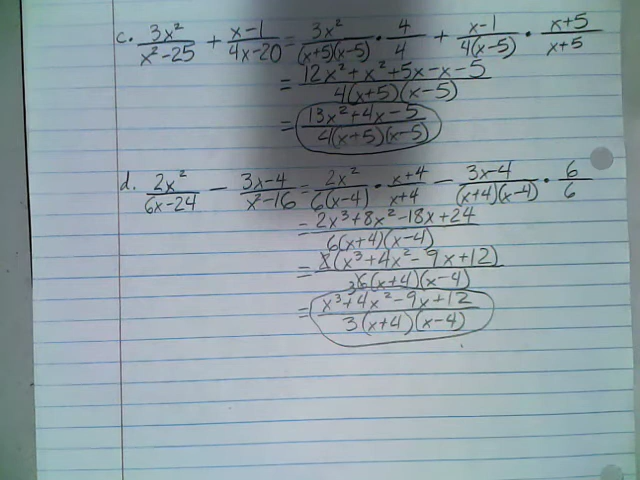 c. 3x²/(x²-25) + (x-1)/(4x-20) = 3x²/((x+5)(x-5)) · 4/4 + (x-1)/(4(x-5)) · (x+5)/(x+5)
= (12x²+x²+5x-x-5)/(4(x+5)(x-5))
= (13x²+4x-5)/(4(x+5)(x-5))
d. 2x²/(6x-24) - (3x-4)/(x²-16) = 2x²/(6(x-4)) · (x+4)/(x+4) - (3x-4)/((x+4)(x-4)) · 6/6
= (2x³+8x²-18x+24)/(6(x+4)(x-4))
= 2(x³+4x²-9x+12)/(3 6(x+4)(x-4))
= (x³+4x²-9x+12)/(3(x+4)(x-4))